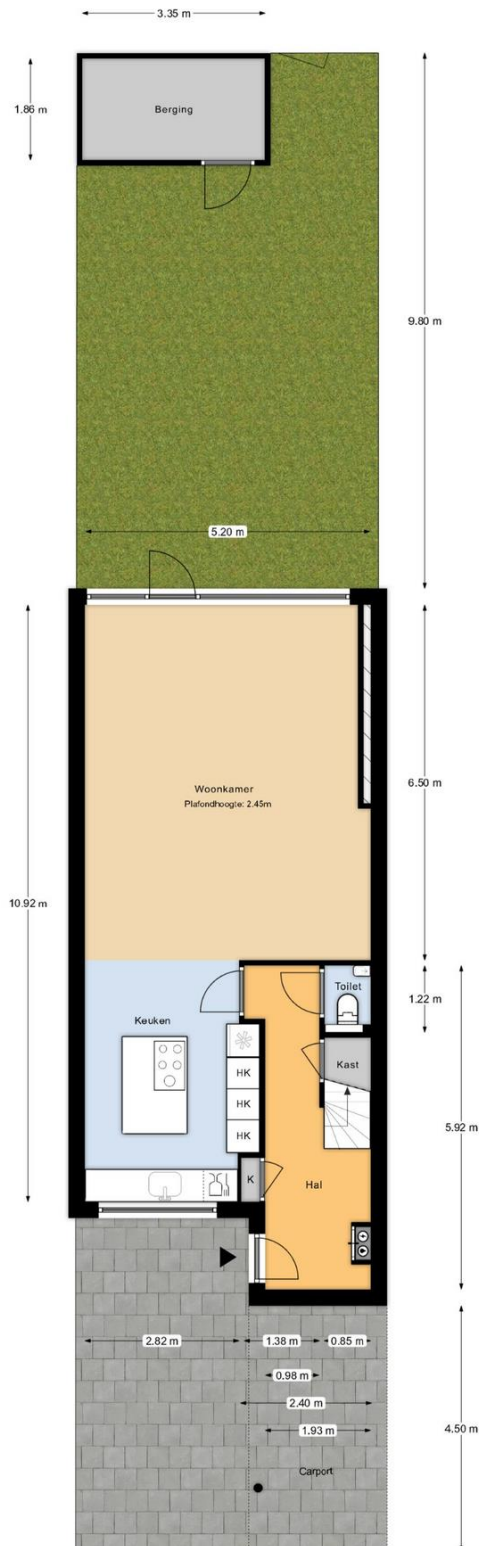 3.35 m
1.86 m
Berging
9.80 m
5.20 m
Woonkamer
Plafondhoogte: 2.45m
6.50 m
10.92 m
Toilet
1.22 m
Keuken
Kast
HK
HK
HK
5.92 m
K
Hal
2.82 m
1.38 m
0.85 m
0.98 m
2.40 m
1.93 m
4.50 m
Carport